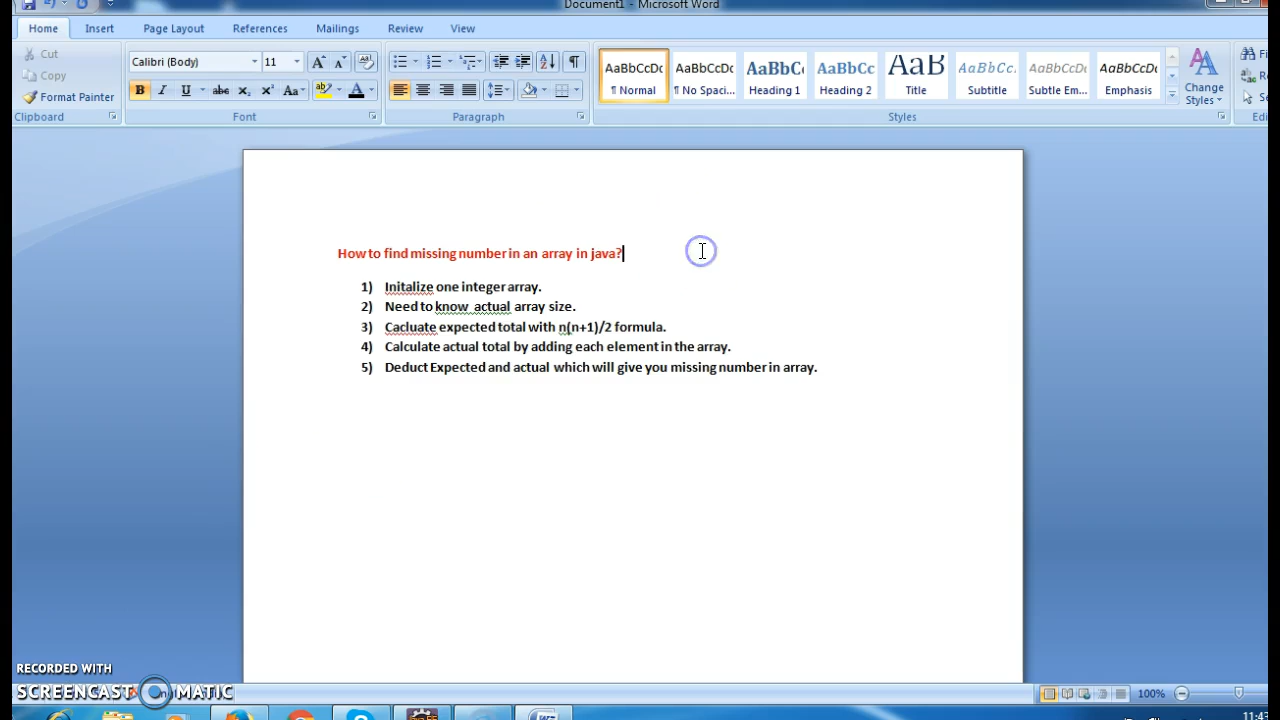 Document1 - Microsoft Word
Home Insert Page Layout References Mailings Review View
Cut
Copy
Format Painter
Clipboard
Calibri (Body) 11
B I U abc X₂ X² Aa
Font
Paragraph
AaBbCcDc AaBbCcDc AaBbC AaBbCc AaB AaBbCc. AaBbCcDc AaBbCcDc
¶ Normal ¶ No Spaci... Heading 1 Heading 2 Title Subtitle Subtle Em... Emphasis
Styles
Change
Styles
How to find missing number in an array in java?
1) Initalize one integer array.
2) Need to know actual array size.
3) Cacluate expected total with n(n+1)/2 formula.
4) Calculate actual total by adding each element in the array.
5) Deduct Expected and actual which will give you missing number in array.
RECORDED WITH
SCREENCAST MATIC
100%